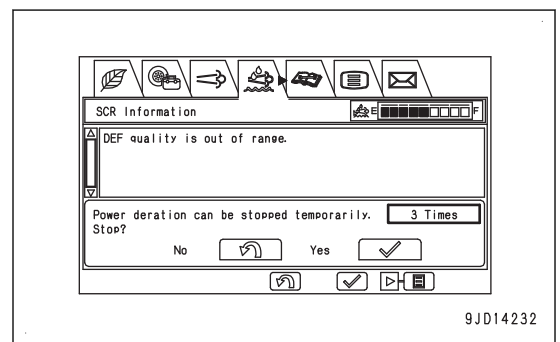 SCR Information
E F
DEF quality is out of range.
Power deration can be stopped temporarily. 3 Times
Stop?
No Yes
9JD14232